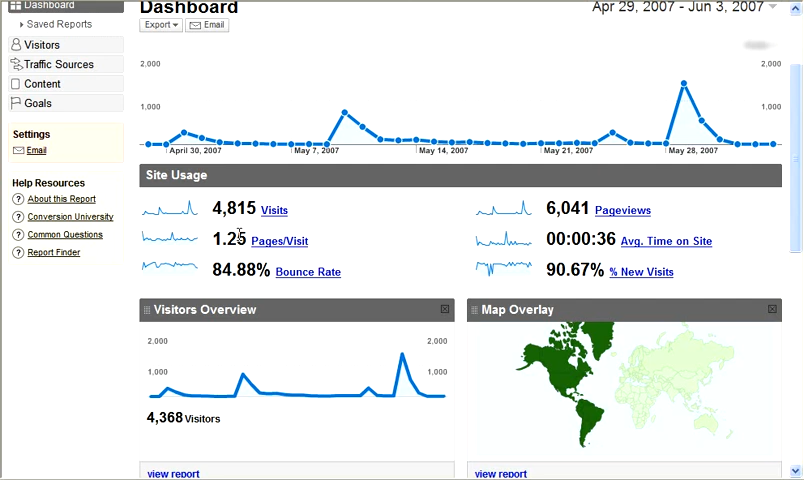 Dashboard
Saved Reports
Visitors
Traffic Sources
Content
Goals
Settings
Email
Help Resources
? About this Report
? Conversion University
? Common Questions
? Report Finder
Dashboard
Apr 29, 2007 - Jun 3, 2007
Export
Email
2,000
2,000
1,000
1,000
April 30, 2007
May 7, 2007
May 14, 2007
May 21, 2007
May 28, 2007
Site Usage
4,815 Visits
6,041 Pageviews
1.25 Pages/Visit
00:00:36 Avg. Time on Site
84.88% Bounce Rate
90.67% % New Visits
Visitors Overview
2,000
2,000
1,000
1,000
4,368 Visitors
view report
Map Overlay
view report